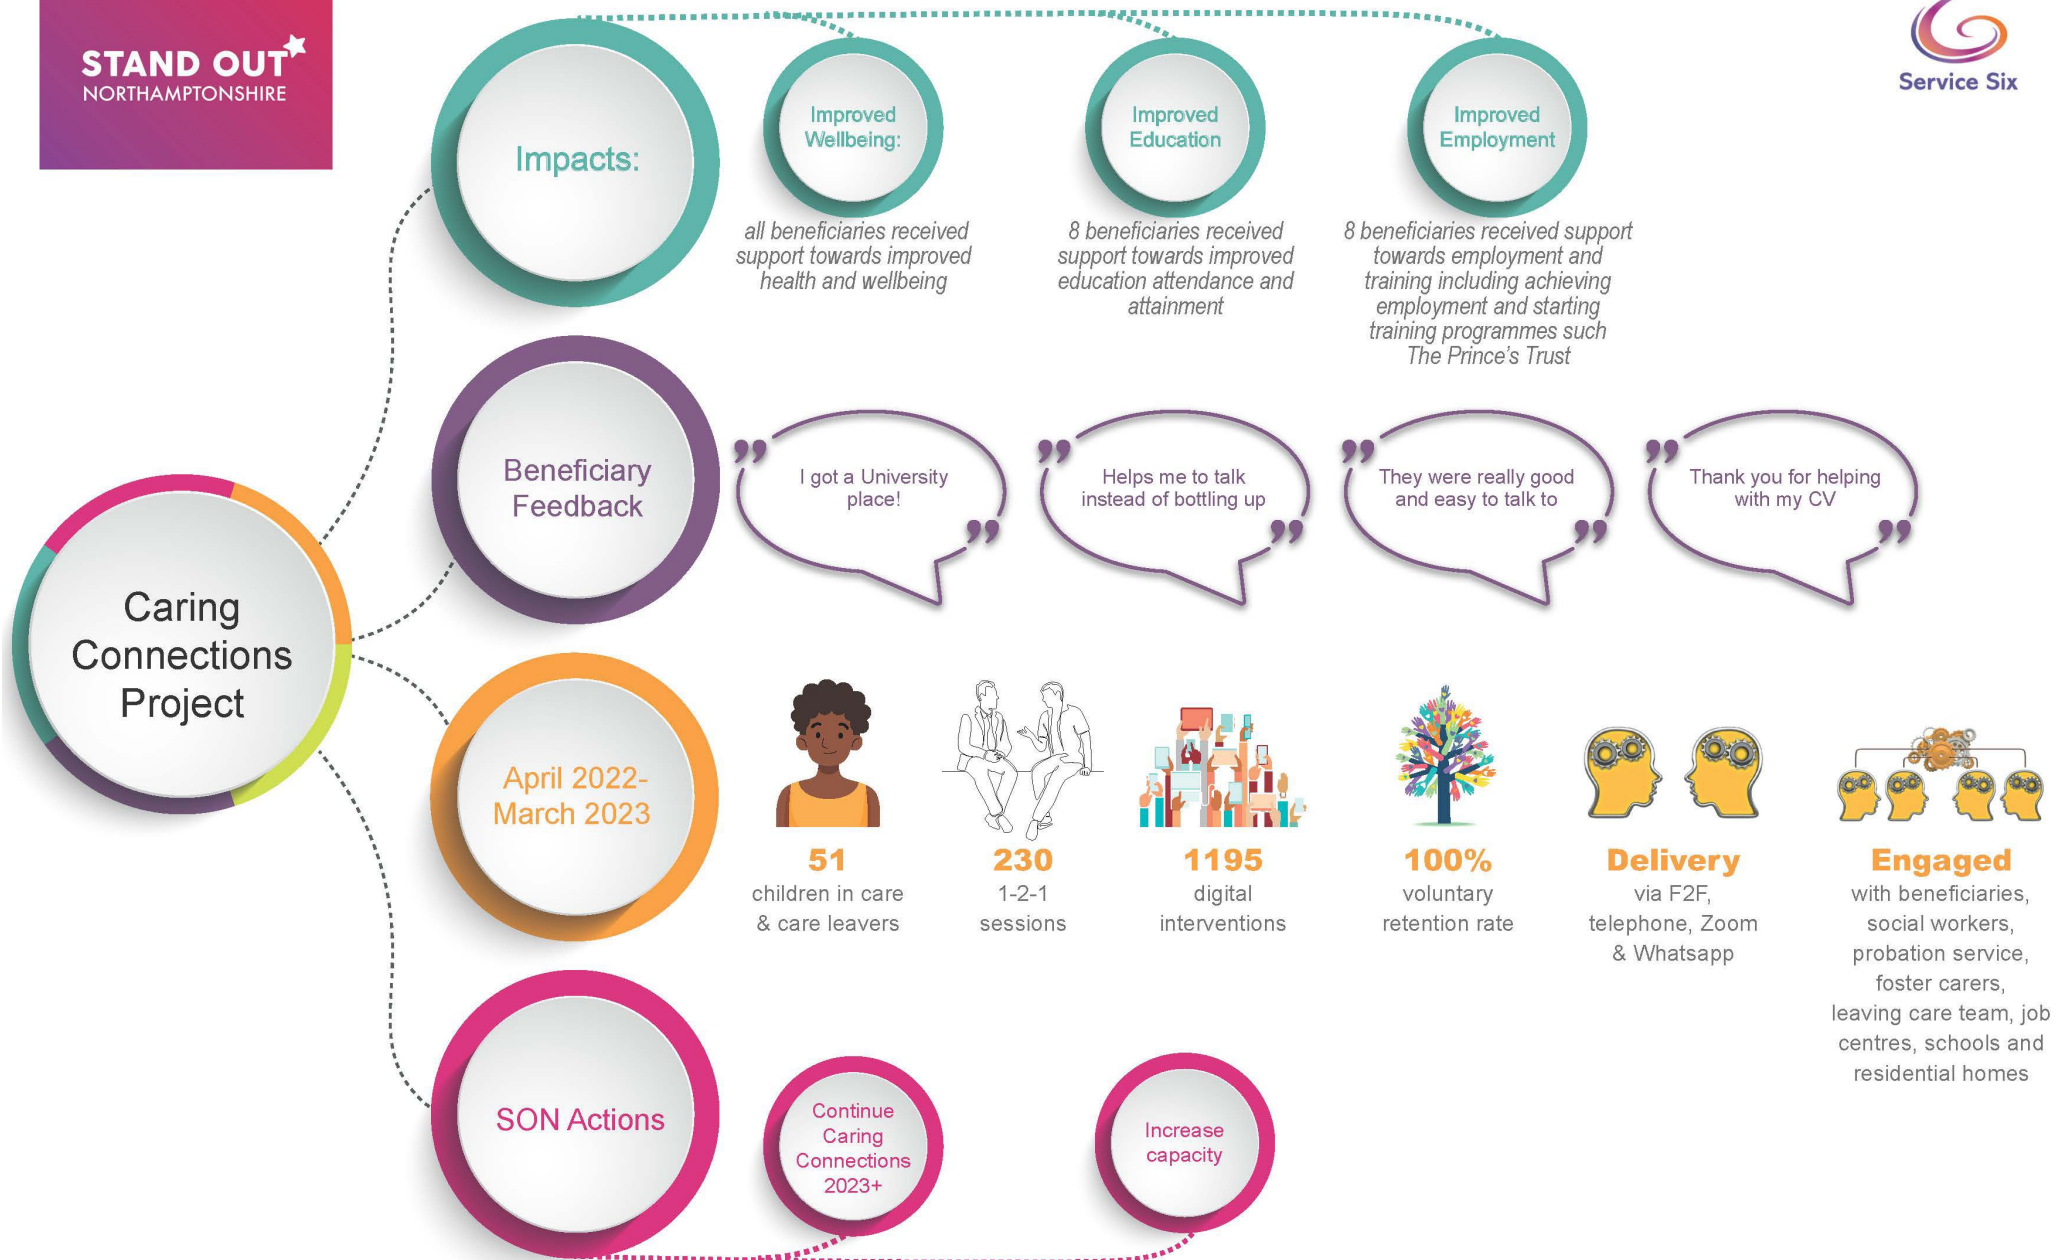 STAND OUT
NORTHAMPTONSHIRE
Service Six
Impacts:
Improved
Wellbeing:
all beneficiaries received
support towards improved
health and wellbeing
Improved
Education
8 beneficiaries received
support towards improved
education attendance and
attainment
Improved
Employment
8 beneficiaries received support
towards employment and
training including achieving
employment and starting
training programmes such
The Prince's Trust
Caring
Connections
Project
Beneficiary
Feedback
”
I got a University
place!
”
”
Helps me to talk
instead of bottling up
”
”
They were really good
and easy to talk to
”
”
Thank you for helping
with my CV
”
April 2022-
March 2023
51
children in care
& care leavers
230
1-2-1
sessions
1195
digital
interventions
100%
voluntary
retention rate
Delivery
via F2F,
telephone, Zoom
& Whatsapp
Engaged
with beneficiaries,
social workers,
probation service,
foster carers,
leaving care team, job
centres, schools and
residential homes
SON Actions
Continue
Caring
Connections
2023+
Increase
capacity